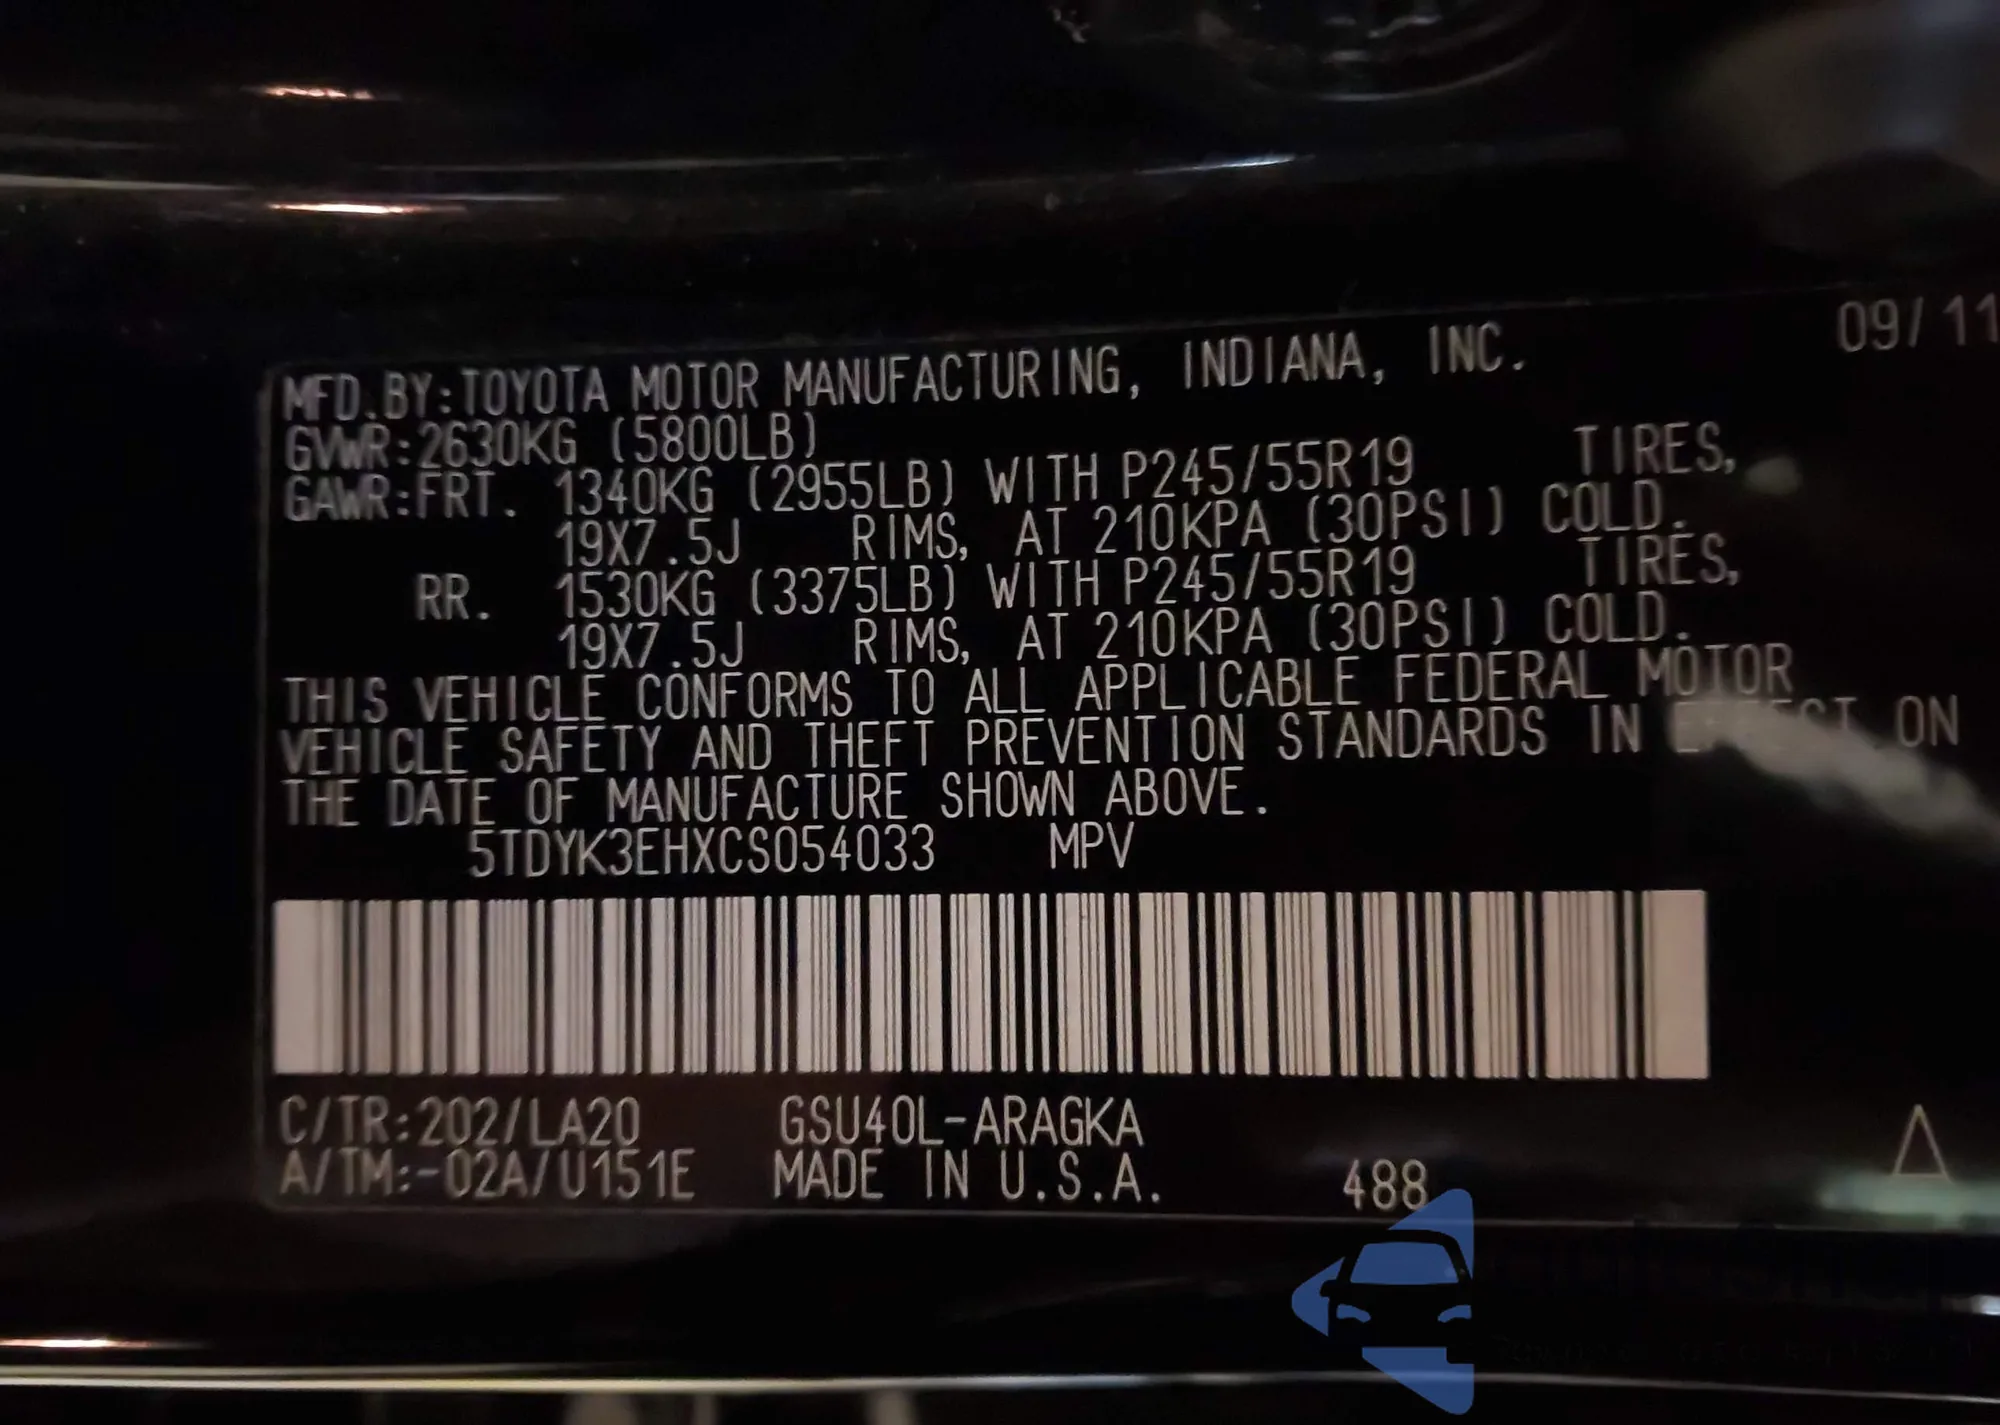 09/11
MFD.BY:TOYOTA MOTOR MANUFACTURING, INDIANA, INC.
GVWR:2630KG (5800LB)
GAWR:FRT. 1340KG (2955LB) WITH P245/55R19 TIRES,
19X7.5J RIMS, AT 210KPA (30PSI) COLD.
RR. 1530KG (3375LB) WITH P245/55R19 TIRES,
19X7.5J RIMS, AT 210KPA (30PSI) COLD.
THIS VEHICLE CONFORMS TO ALL APPLICABLE FEDERAL MOTOR
VEHICLE SAFETY AND THEFT PREVENTION STANDARDS IN EFFECT ON
THE DATE OF MANUFACTURE SHOWN ABOVE.
5TDYK3EHXCS054033 MPV
C/TR:202/LA20 GSU40L-ARAGKA
A/TM:-02A/U151E MADE IN U.S.A. 488